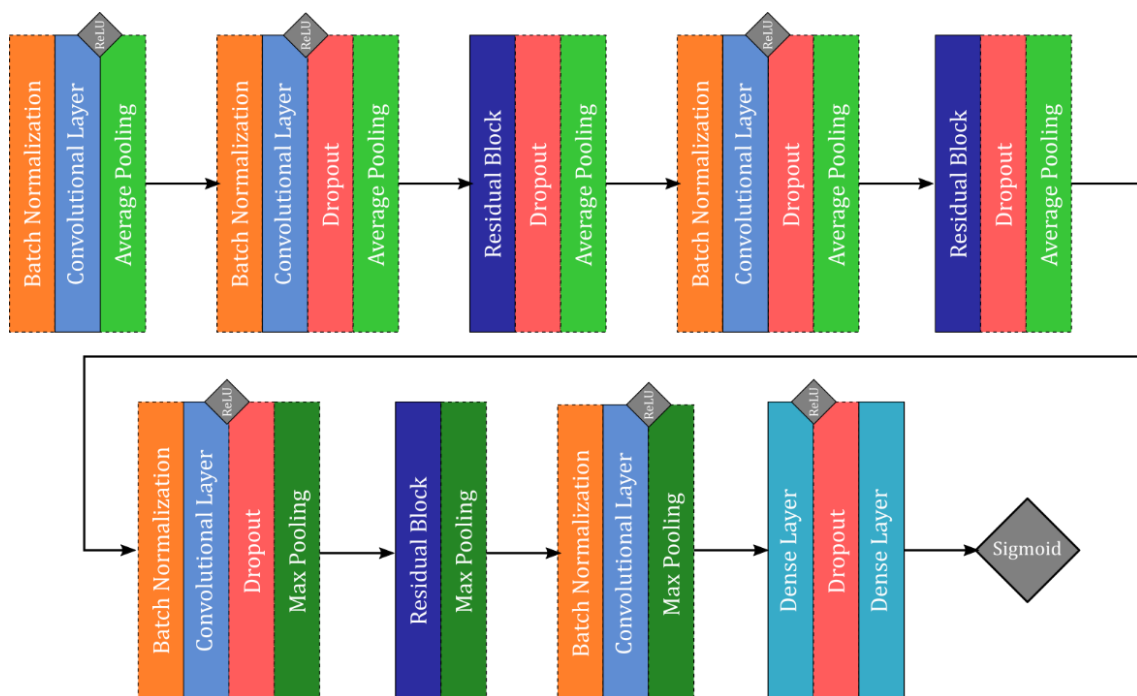 Batch Normalization
Convolutional Layer
ReLU
Average Pooling
Batch Normalization
Convolutional Layer
ReLU
Dropout
Average Pooling
Residual Block
Dropout
Average Pooling
Batch Normalization
Convolutional Layer
ReLU
Dropout
Average Pooling
Residual Block
Dropout
Average Pooling
Batch Normalization
Convolutional Layer
ReLU
Dropout
Max Pooling
Residual Block
Max Pooling
Batch Normalization
Convolutional Layer
ReLU
Max Pooling
Dense Layer
ReLU
Dropout
Dense Layer
Sigmoid